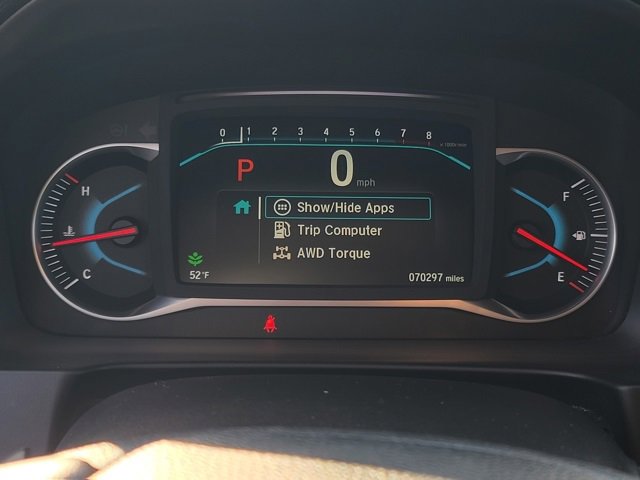 0 1 2 3 4 5 6 7 8 x 1000r/min
P 0 mph
H
F
Show/Hide Apps
Trip Computer
AWD Torque
C
E
52°F
070297 miles